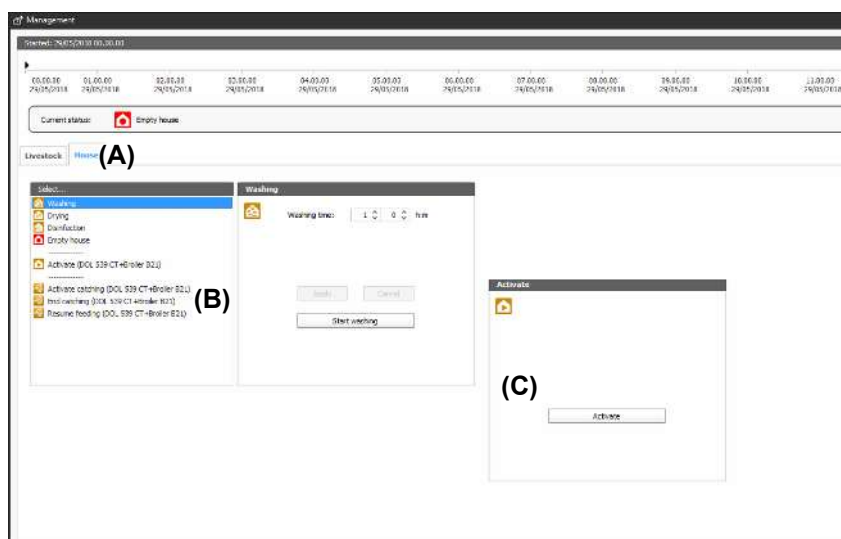 Management
Started: 29/05/2018 00.00.00
00.00.00 01.00.00 02.00.00 03.00.00 04.00.00 05.00.00 06.00.00 07.00.00 08.00.00 09.00.00 10.00.00 11.00.00
29/05/2018 29/05/2018 29/05/2018 29/05/2018 29/05/2018 29/05/2018 29/05/2018 29/05/2018 29/05/2018 29/05/2018 29/05/2018 29/05/2018
Current status: Empty house
Livestock House (A)
Select...
Washing
Drying
Disinfection
Empty house
------------
Activate (DOL 539 CT+Broiler B21)
------------
Activate catching (DOL 539 CT+Broiler B21)
End catching (DOL 539 CT+Broiler B21)
Resume feeding (DOL 539 CT+Broiler B21)
(B)
Washing
Washing time: 1 0 h:m
Apply Cancel
Start washing
Activate
(C)
Activate